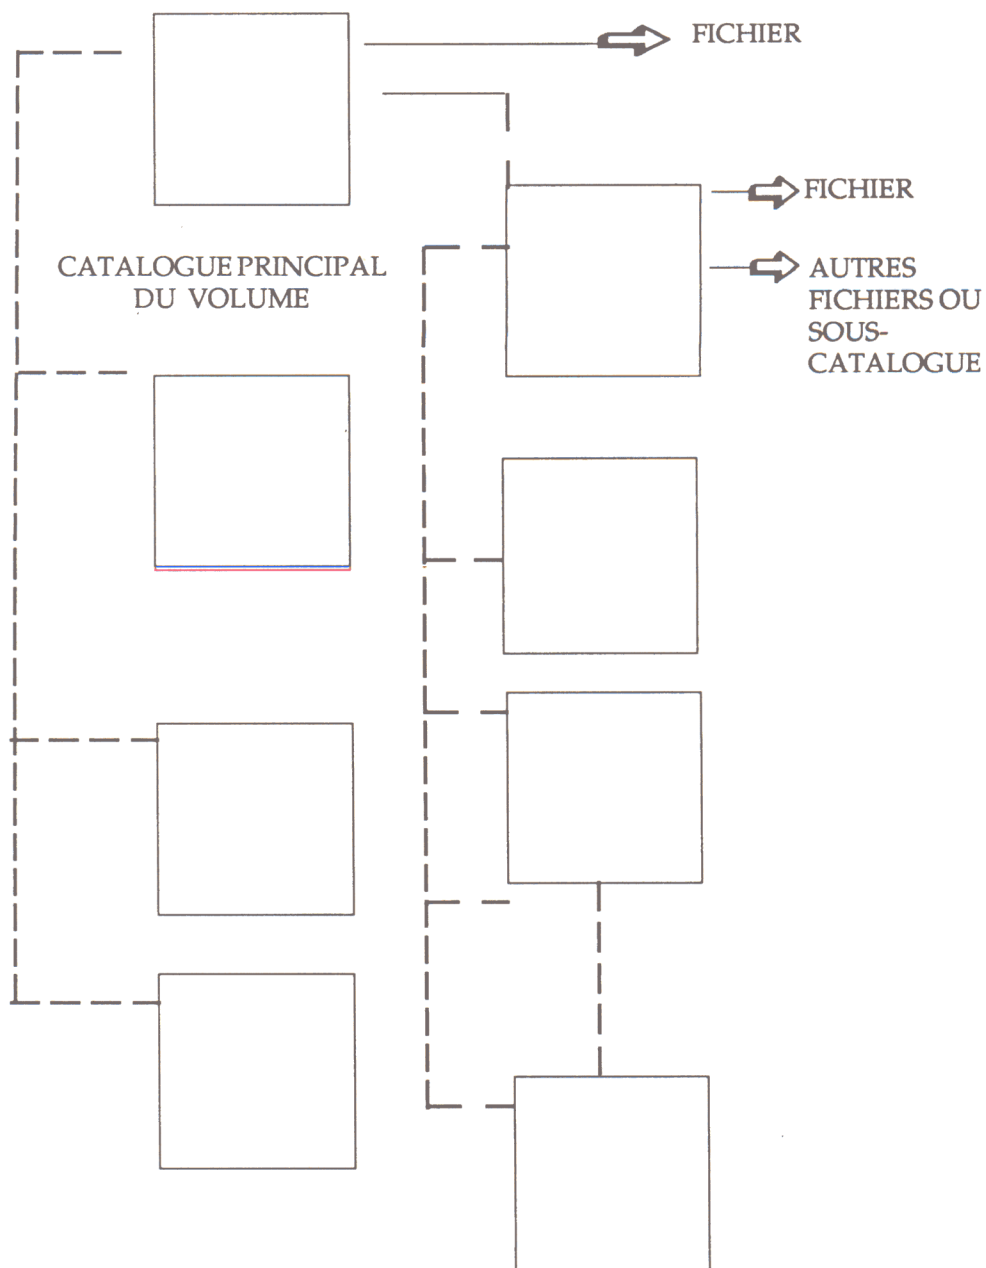 FICHIER
FICHIER
CATALOGUE PRINCIPAL
DU VOLUME
AUTRES
FICHIERS OU
SOUS-
CATALOGUE